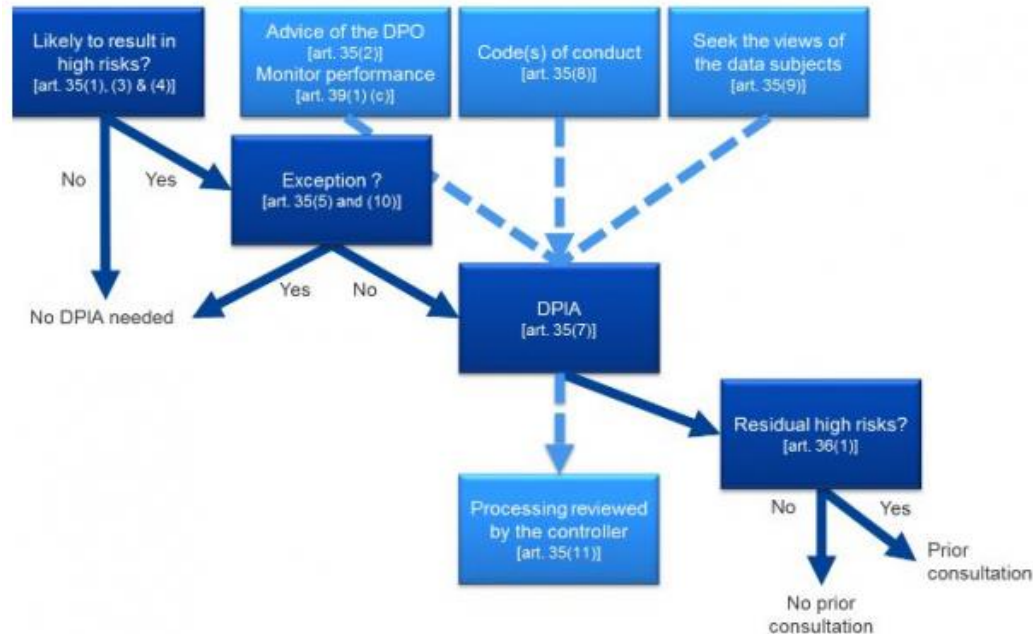 Likely to result in
high risks?
[art. 35(1), (3) & (4)]
Advice of the DPO
[art. 35(2)]
Monitor performance
[art. 39(1) (c)]
Code(s) of conduct
[art. 35(8)]
Seek the views of
the data subjects
[art. 35(9)]
No
Yes
Exception ?
[art. 35(5) and (10)]
Yes
No
No DPIA needed
DPIA
[art. 35(7)]
Residual high risks?
[art. 36(1)]
Processing reviewed
by the controller
[art. 35(11)]
No
Yes
Prior
consultation
No prior
consultation